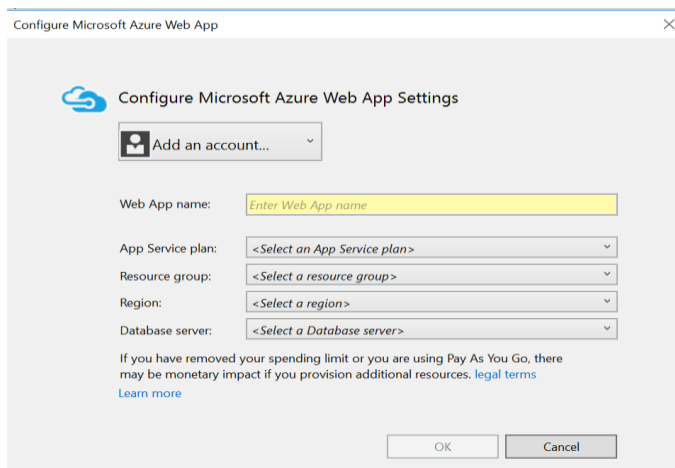 Configure Microsoft Azure Web App
Configure Microsoft Azure Web App Settings
Add an account...
Web App name: Enter Web App name
App Service plan: <Select an App Service plan>
Resource group: <Select a resource group>
Region: <Select a region>
Database server: <Select a Database server>
If you have removed your spending limit or you are using Pay As You Go, there
may be monetary impact if you provision additional resources. legal terms
Learn more
OK Cancel